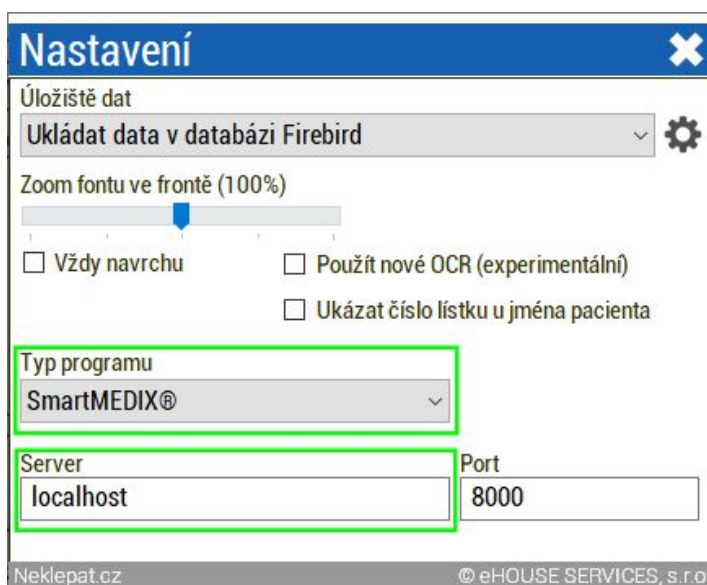 Nastavení
Úložiště dat
Ukládat data v databázi Firebird
Zoom fontu ve frontě (100%)
Vždy navrchu
Použít nové OCR (experimentální)
Ukázat číslo lístku u jména pacienta
Typ programu
SmartMEDIX®
Server
Port
localhost
8000
Neklepat.cz
© eHOUSE SERVICES, s.r.o